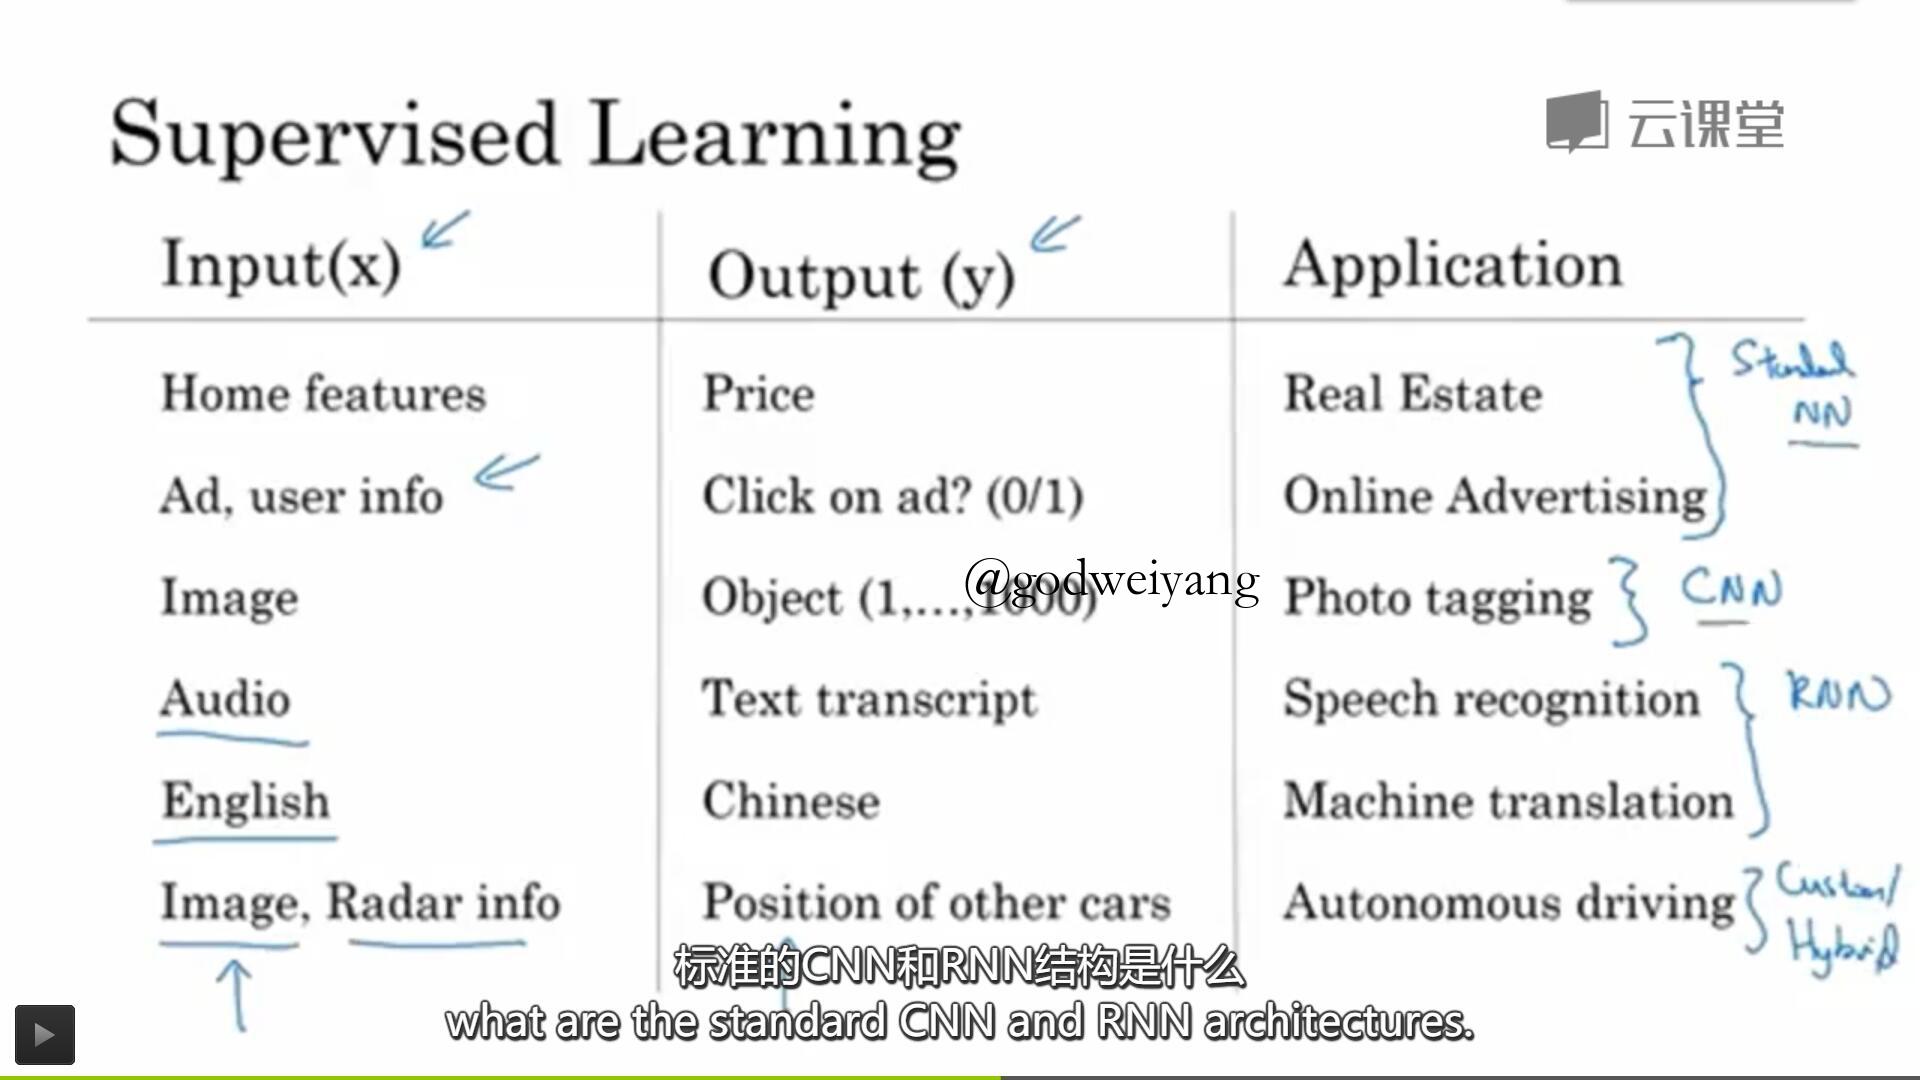 Supervised Learning
云课堂
Input(x) Output (y) Application
Home features Price Real Estate Standard
NN
Ad, user info Click on ad? (0/1) Online Advertising
@godweiyang
Image Object (1,...,1000) Photo tagging CNN
Audio Text transcript Speech recognition RNN
English Chinese Machine translation
Image, Radar info Position of other cars Autonomous driving Custom/
Hybrid
标准的CNN和RNN结构是什么
what are the standard CNN and RNN architectures.